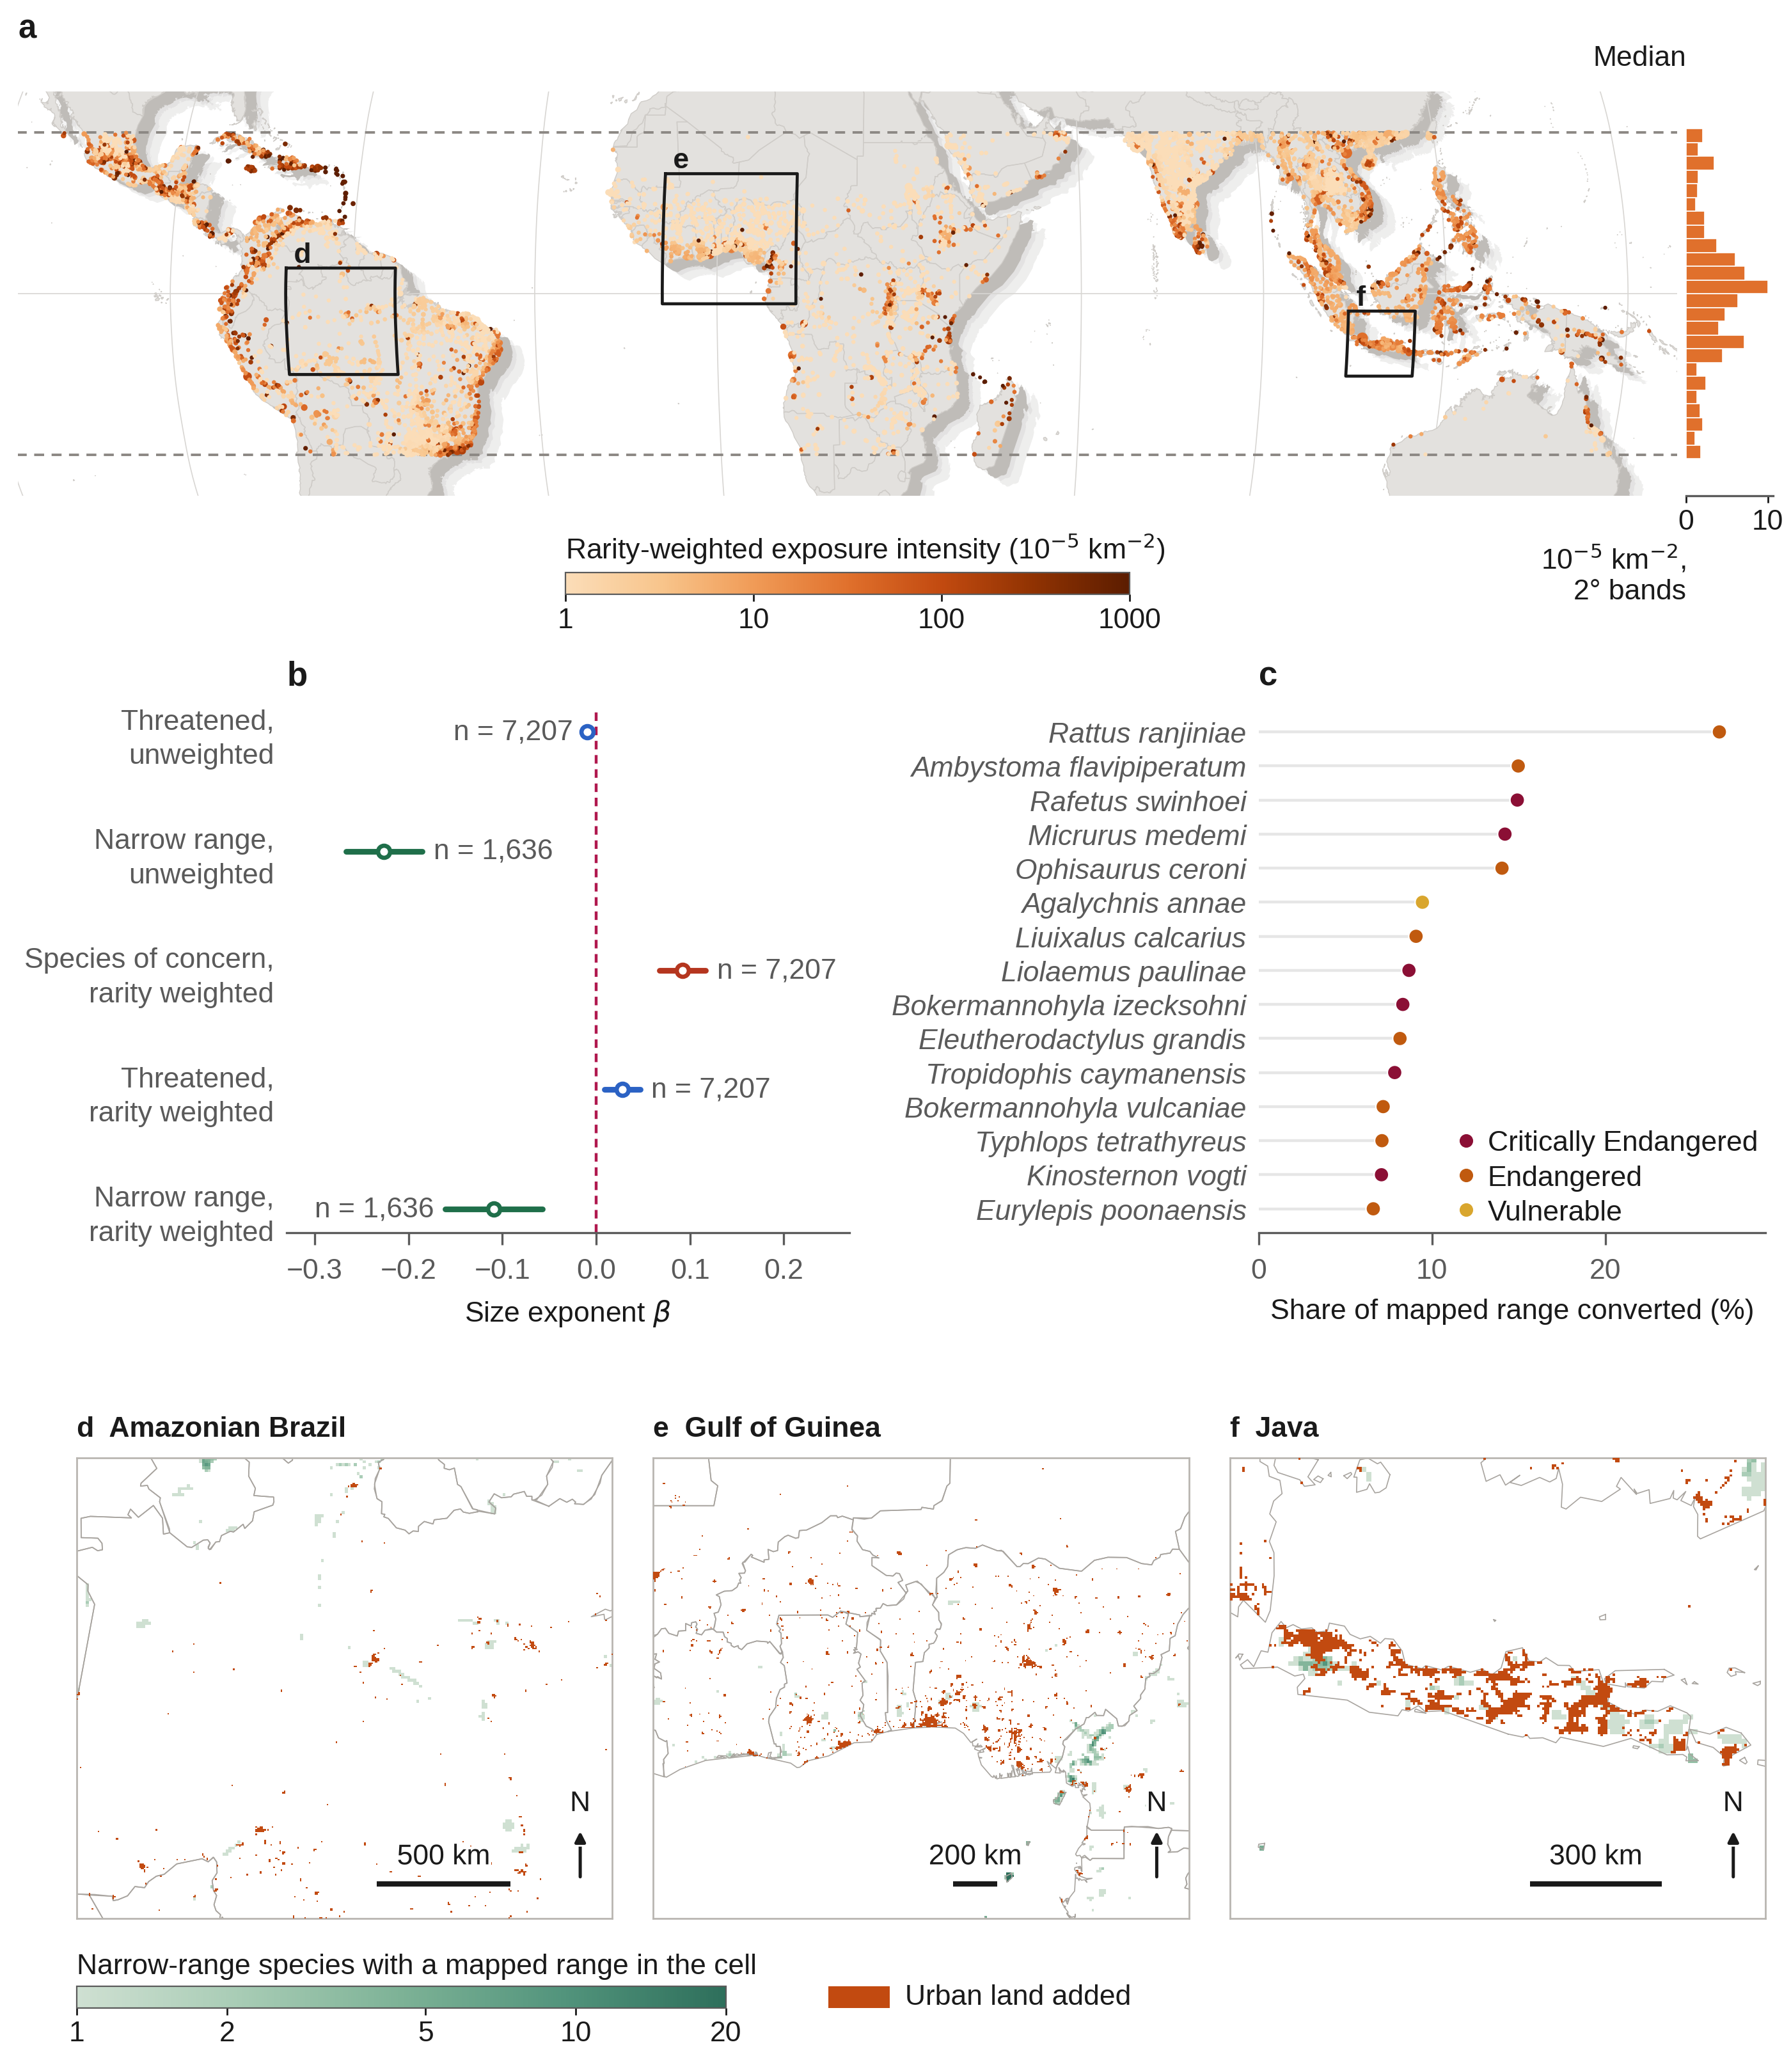 a
Median
e
d
f
0 10
10⁻⁵ km⁻²,
2° bands
Rarity-weighted exposure intensity (10⁻⁵ km⁻²)
1 10 100 1000
b
Threatened,
unweighted
n = 7,207
Narrow range,
unweighted
n = 1,636
Species of concern,
rarity weighted
n = 7,207
Threatened,
rarity weighted
n = 7,207
Narrow range,
rarity weighted
n = 1,636
−0.3 −0.2 −0.1 0.0 0.1 0.2
Size exponent β
c
Rattus ranjiniae
Ambystoma flavipiperatum
Rafetus swinhoei
Micrurus medemi
Ophisaurus ceroni
Agalychnis annae
Liuixalus calcarius
Liolaemus paulinae
Bokermannohyla izecksohni
Eleutherodactylus grandis
Tropidophis caymanensis
Bokermannohyla vulcaniae
Typhlops tetrathyreus
Kinosternon vogti
Eurylepis poonaensis
Critically Endangered
Endangered
Vulnerable
0 10 20
Share of mapped range converted (%)
d Amazonian Brazil
N
500 km
e Gulf of Guinea
N
200 km
f Java
N
300 km
Narrow-range species with a mapped range in the cell
1 2 5 10 20
Urban land added